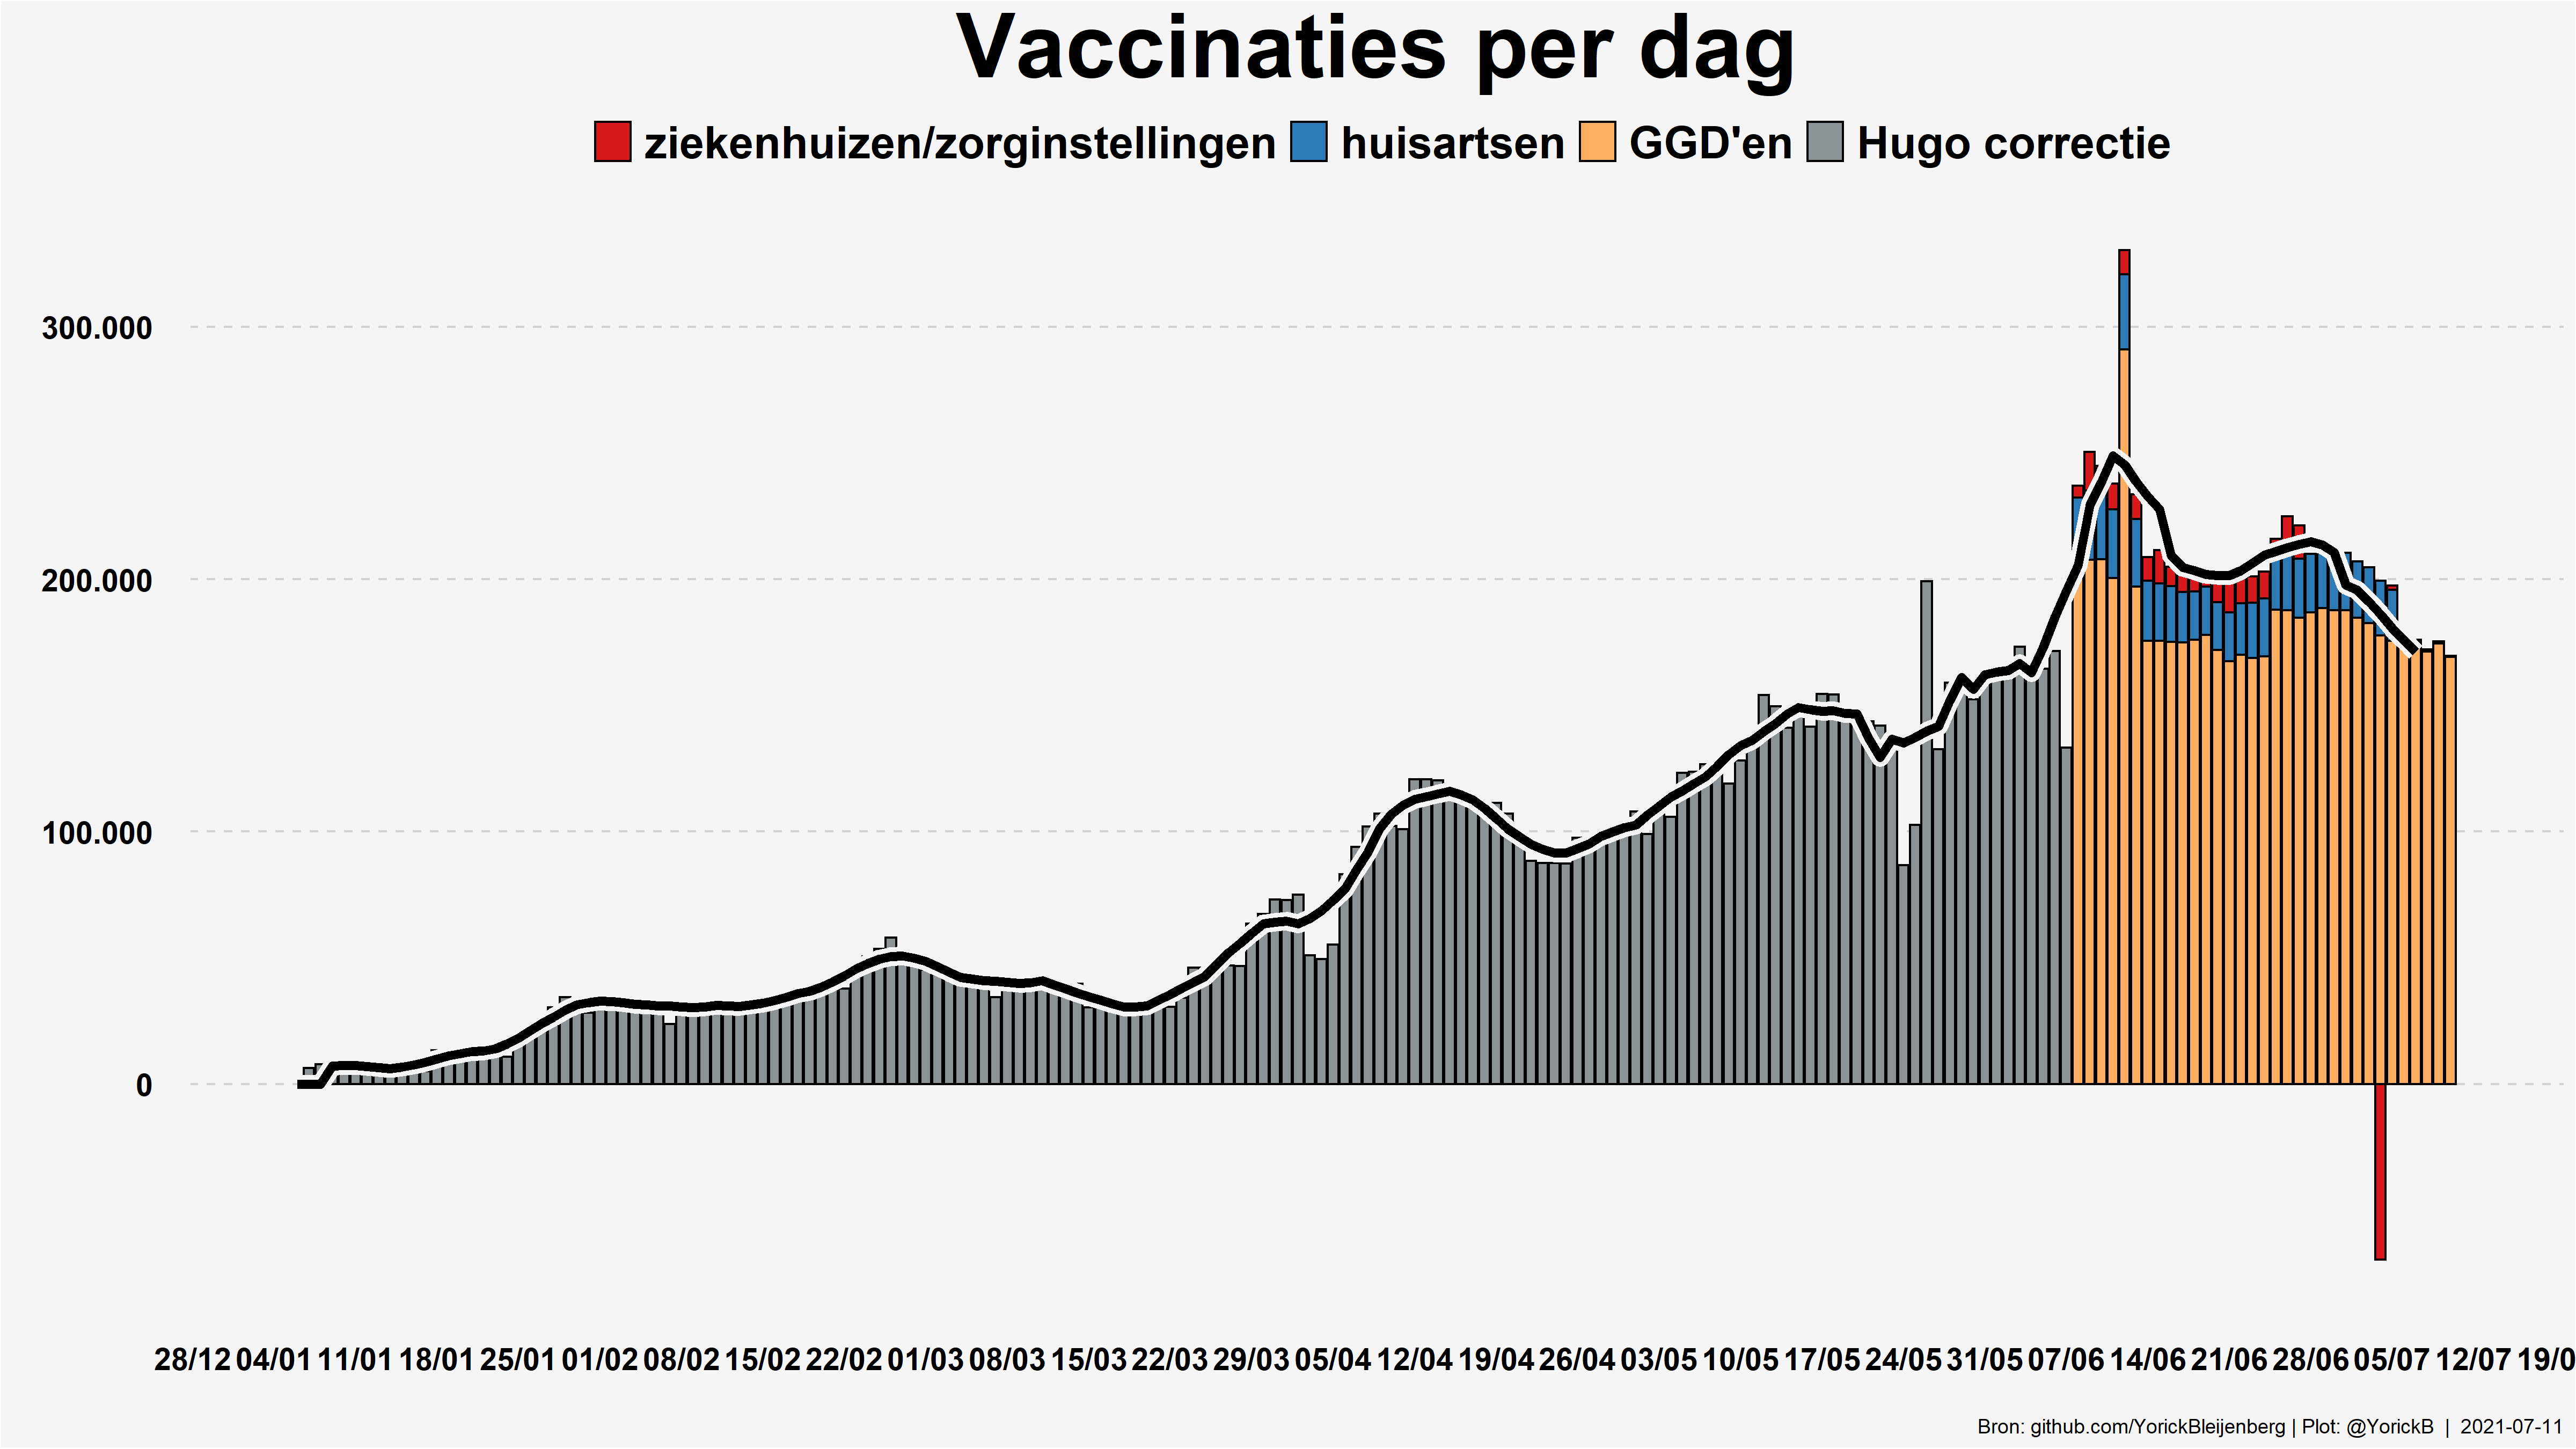 Vaccinaties per dag
ziekenhuizen/zorginstellingen huisartsen GGD'en Hugo correctie
300.000
200.000
100.000
0
28/12 04/01 11/01 18/01 25/01 01/02 08/02 15/02 22/02 01/03 08/03 15/03 22/03 29/03 05/04 12/04 19/04 26/04 03/05 10/05 17/05 24/05 31/05 07/06 14/06 21/06 28/06 05/07 12/07 19/0
Bron: github.com/YorickBleijenberg | Plot: @YorickB | 2021-07-11